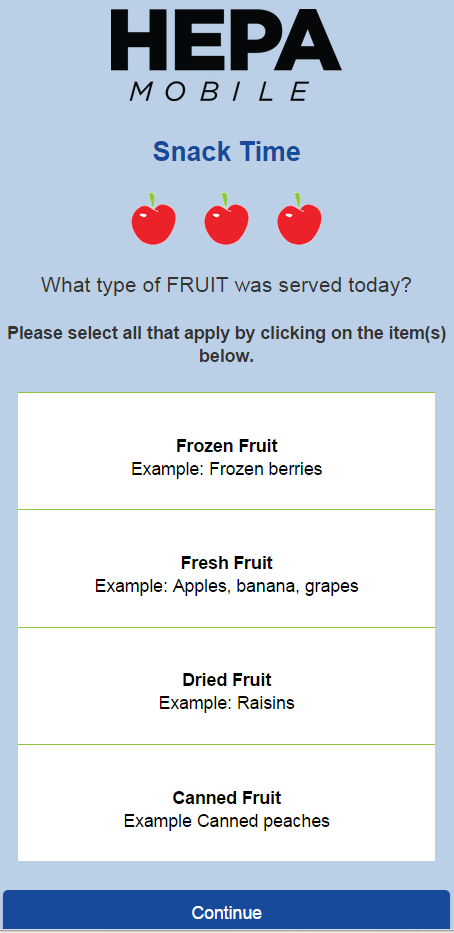 HEPA
MOBILE
Snack Time
What type of FRUIT was served today?
Please select all that apply by clicking on the item(s)
below.
Frozen Fruit
Example: Frozen berries
Fresh Fruit
Example: Apples, banana, grapes
Dried Fruit
Example: Raisins
Canned Fruit
Example Canned peaches
Continue